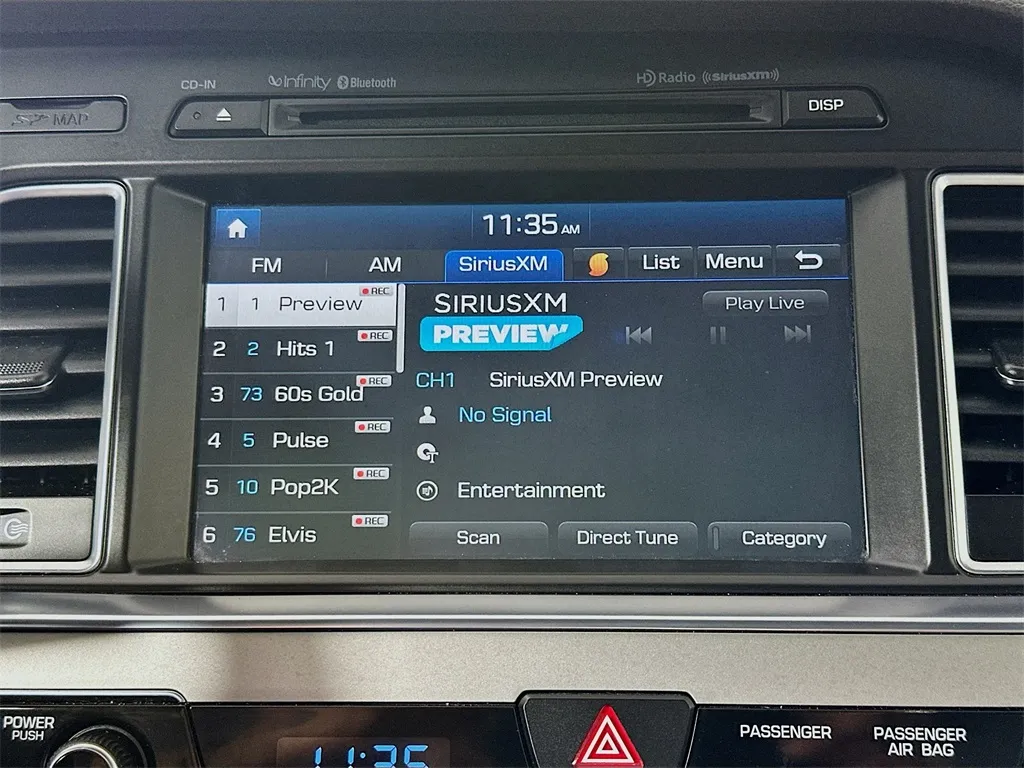 CD-IN
Infinity Bluetooth
HD Radio ((SiriusXM))
MAP
DISP
11:35 AM
FM AM SiriusXM List Menu
1 1 Preview REC
2 2 Hits 1 REC
3 73 60s Gold REC
4 5 Pulse REC
5 10 Pop2K REC
6 76 Elvis REC
SIRIUSXM
PREVIEW
Play Live
CH1 SiriusXM Preview
No Signal
Entertainment
Scan Direct Tune Category
POWER
PUSH
11:35
PASSENGER
PASSENGER
AIR BAG